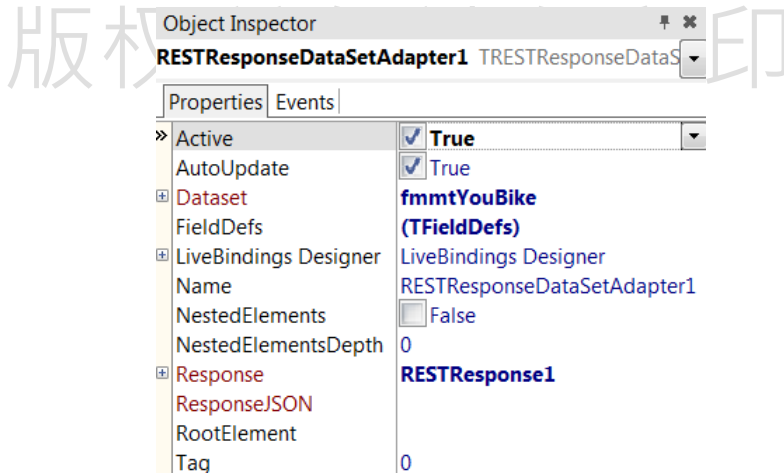 版权 印
Object Inspector
RESTResponseDataSetAdapter1 TRESTResponseDataS
Properties Events
Active True
AutoUpdate True
Dataset fmmtYouBike
FieldDefs (TFieldDefs)
LiveBindings Designer LiveBindings Designer
Name RESTResponseDataSetAdapter1
NestedElements False
NestedElementsDepth 0
Response RESTResponse1
ResponseJSON
RootElement
Tag 0